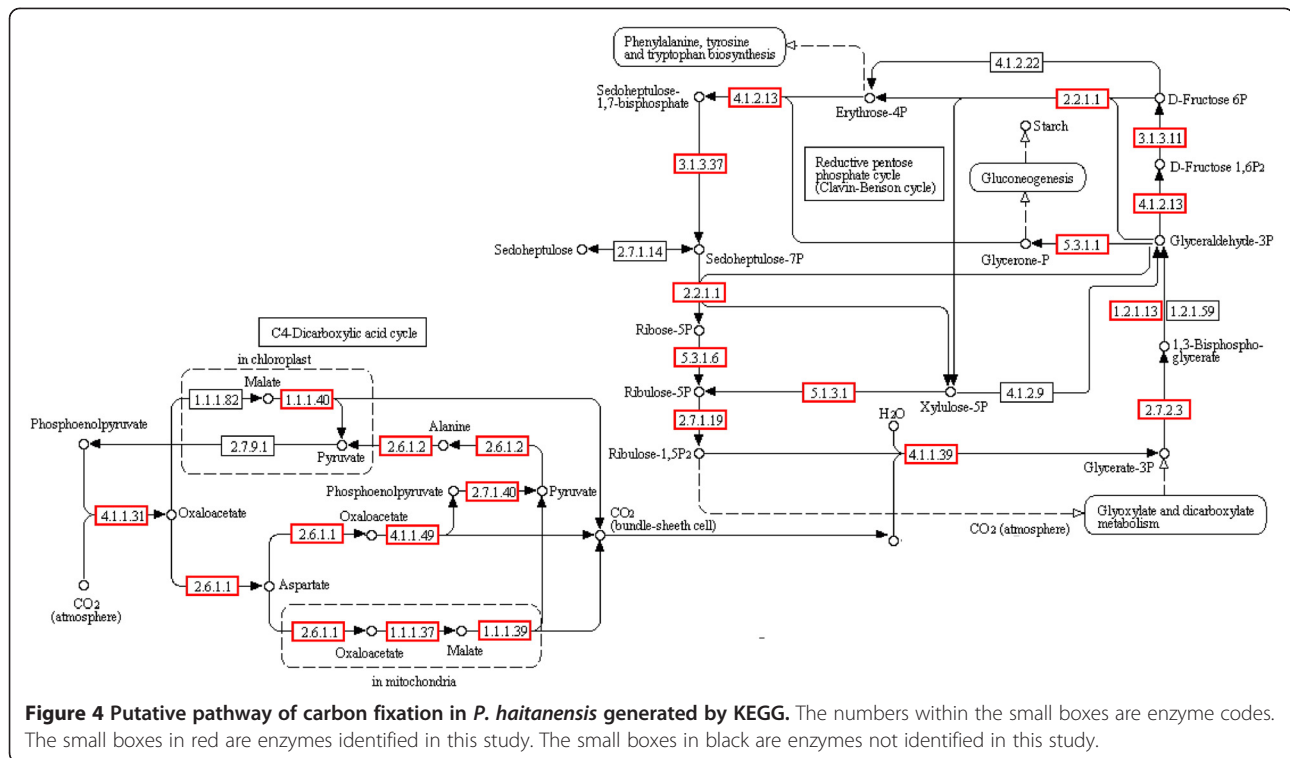 Phenylalanine, tyrosine
and tryptophan biosynthesis
4.1.2.22
Sedoheptulose-
1,7-bisphosphate
4.1.2.13
Erythrose-4P
2.2.1.1
D-Fructose 6P
3.1.3.11
Starch
3.1.3.37
Reductive pentose
phosphate cycle
(Clavin-Benson cycle)
Gluconeogenesis
D-Fructose 1,6P2
4.1.2.13
Sedoheptulose
2.7.1.14
Sedoheptulose-7P
Glycerone-P
5.3.1.1
Glyceraldehyde-3P
2.2.1.1
1.2.1.13
1.2.1.59
C4-Dicarboxylic acid cycle
Ribose-5P
1,3-Bisphospho-
glycerate
in chloroplast
5.3.1.6
Malate
1.1.1.82
1.1.1.40
Ribulose-5P
5.1.3.1
Xylulose-5P
4.1.2.9
2.7.2.3
Phosphoenolpyruvate
2.7.9.1
Pyruvate
2.6.1.2
Alanine
2.6.1.2
2.7.1.19
H2O
Ribulose-1,5P2
4.1.1.39
Glycerate-3P
Phosphoenolpyruvate
2.7.1.40
Pyruvate
4.1.1.31
Oxaloacetate
Oxaloacetate
CO2
(bundle-sheeth cell)
CO2 (atmosphere)
Glyoxylate and dicarboxylate
metabolism
2.6.1.1
4.1.1.49
2.6.1.1
Aspartate
CO2
(atmosphere)
2.6.1.1
1.1.1.37
1.1.1.39
Oxaloacetate
Malate
in mitochondria
Figure 4 Putative pathway of carbon fixation in P. haitanensis generated by KEGG. The numbers within the small boxes are enzyme codes.
The small boxes in red are enzymes identified in this study. The small boxes in black are enzymes not identified in this study.